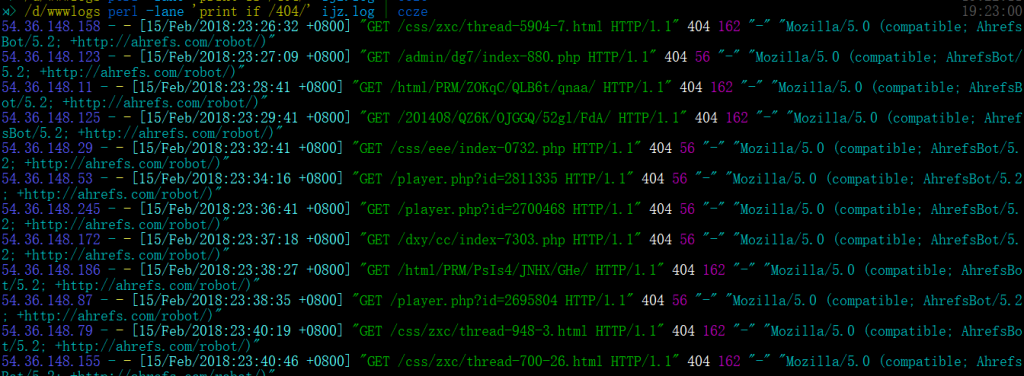 > /d/wwwlogs perl -lane 'print if /404/' ijz.log | ccze 19:23:00
54.36.148.158 - - [15/Feb/2018:23:26:32 +0800] "GET /css/zxc/thread-5904-7.html HTTP/1.1" 404 162 "-" "Mozilla/5.0 (compatible; Ahrefs
Bot/5.2; +http://ahrefs.com/robot/)"
54.36.148.123 - - [15/Feb/2018:23:27:09 +0800] "GET /admin/dg7/index-880.php HTTP/1.1" 404 56 "-" "Mozilla/5.0 (compatible; AhrefsBot/
5.2; +http://ahrefs.com/robot/)"
54.36.148.11 - - [15/Feb/2018:23:28:41 +0800] "GET /html/PRM/ZOKqC/QLB6t/qnaa/ HTTP/1.1" 404 162 "-" "Mozilla/5.0 (compatible; AhrefsB
ot/5.2; +http://ahrefs.com/robot/)"
54.36.148.125 - - [15/Feb/2018:23:29:41 +0800] "GET /201408/QZ6K/OJGGQ/52gl/FdA/ HTTP/1.1" 404 162 "-" "Mozilla/5.0 (compatible; Ahref
sBot/5.2; +http://ahrefs.com/robot/)"
54.36.148.29 - - [15/Feb/2018:23:32:41 +0800] "GET /css/eee/index-0732.php HTTP/1.1" 404 56 "-" "Mozilla/5.0 (compatible; AhrefsBot/5.
2; +http://ahrefs.com/robot/)"
54.36.148.53 - - [15/Feb/2018:23:34:16 +0800] "GET /player.php?id=2811335 HTTP/1.1" 404 56 "-" "Mozilla/5.0 (compatible; AhrefsBot/5.2
; +http://ahrefs.com/robot/)"
54.36.148.245 - - [15/Feb/2018:23:36:41 +0800] "GET /player.php?id=2700468 HTTP/1.1" 404 56 "-" "Mozilla/5.0 (compatible; AhrefsBot/5.
2; +http://ahrefs.com/robot/)"
54.36.148.172 - - [15/Feb/2018:23:37:18 +0800] "GET /dxy/cc/index-7303.php HTTP/1.1" 404 56 "-" "Mozilla/5.0 (compatible; AhrefsBot/5.
2; +http://ahrefs.com/robot/)"
54.36.148.186 - - [15/Feb/2018:23:38:27 +0800] "GET /html/PRM/PsIs4/JNHX/GHe/ HTTP/1.1" 404 162 "-" "Mozilla/5.0 (compatible; AhrefsBo
t/5.2; +http://ahrefs.com/robot/)"
54.36.148.87 - - [15/Feb/2018:23:38:35 +0800] "GET /player.php?id=2695804 HTTP/1.1" 404 56 "-" "Mozilla/5.0 (compatible; AhrefsBot/5.2
; +http://ahrefs.com/robot/)"
54.36.148.79 - - [15/Feb/2018:23:40:19 +0800] "GET /css/zxc/thread-948-3.html HTTP/1.1" 404 162 "-" "Mozilla/5.0 (compatible; AhrefsBo
t/5.2; +http://ahrefs.com/robot/)"
54.36.148.155 - - [15/Feb/2018:23:40:46 +0800] "GET /css/zxc/thread-700-26.html HTTP/1.1" 404 162 "-" "Mozilla/5.0 (compatible; Ahrefs
Bot/5.2; +http://ahrefs.com/robot/)"